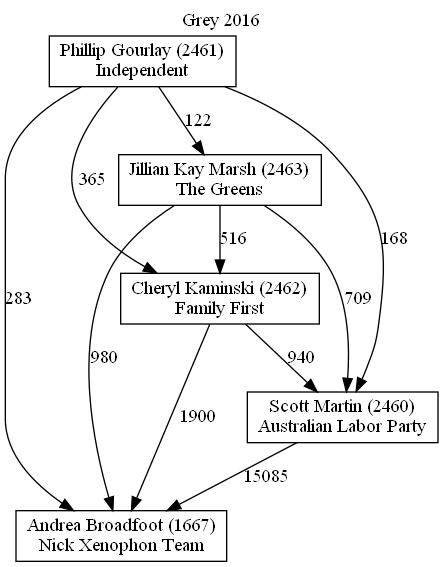 Grey 2016
Phillip Gourlay (2461)
Independent
122
Jillian Kay Marsh (2463)
The Greens
365
516
168
Cheryl Kaminski (2462)
Family First
283
709
980
940
Scott Martin (2460)
Australian Labor Party
1900
15085
Andrea Broadfoot (1667)
Nick Xenophon Team